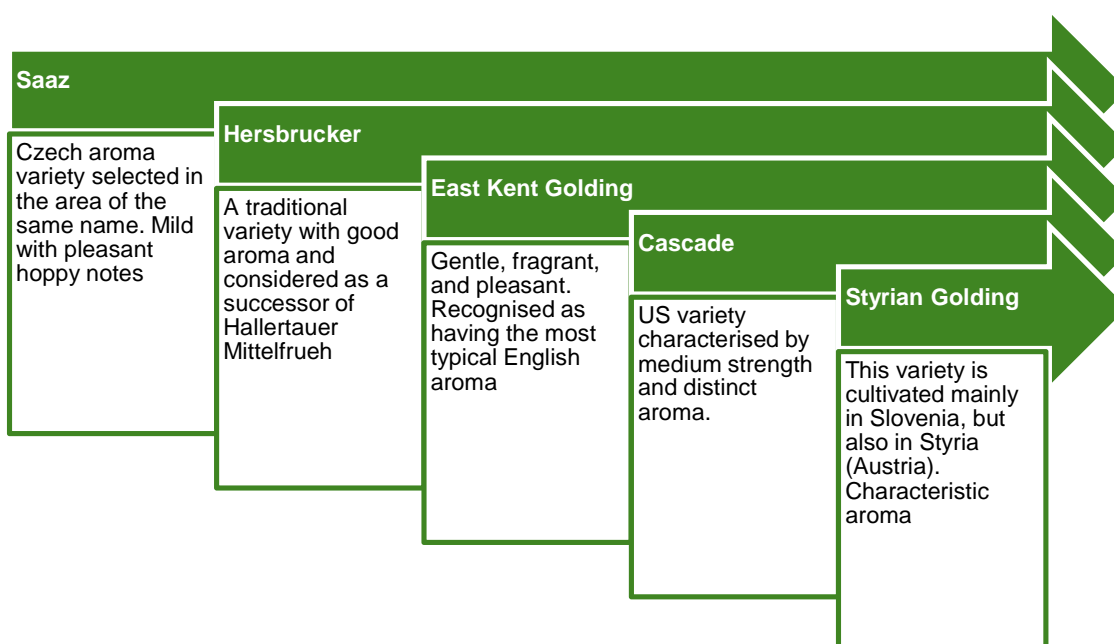 Saaz
Czech aroma
variety selected in
the area of the
same name. Mild
with pleasant
hoppy notes
Hersbrucker
A traditional
variety with good
aroma and
considered as a
successor of
Hallertauer
Mittelfrueh
East Kent Golding
Gentle, fragrant,
and pleasant.
Recognised as
having the most
typical English
aroma
Cascade
US variety
characterised by
medium strength
and distinct
aroma.
Styrian Golding
This variety is
cultivated mainly
in Slovenia, but
also in Styria
(Austria).
Characteristic
aroma